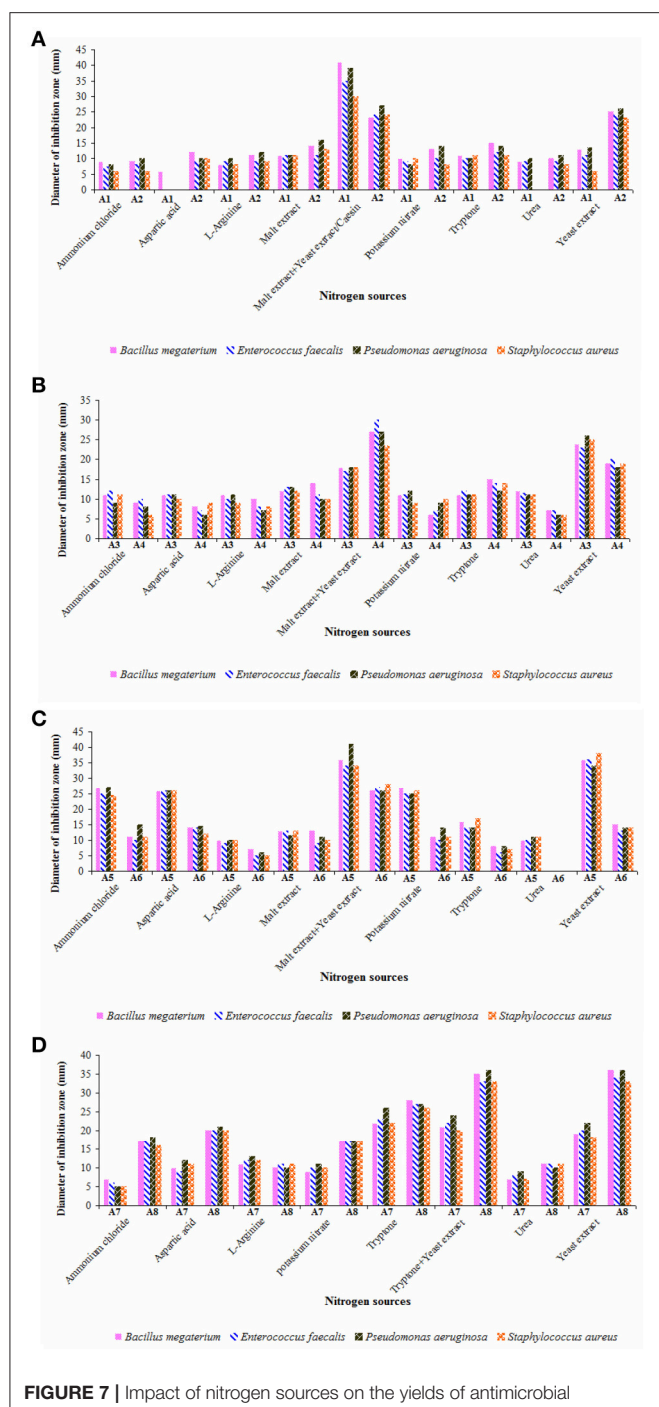 A
Diameter of inhibition zone (mm)
45
40
35
30
25
20
15
10
5
0
A1 A2 A1 A2 A1 A2 A1 A2 A1 A2 A1 A2 A1 A2 A1 A2 A1 A2
Ammonium chloride
Aspartic acid
L-Arginine
Malt extract
Malt extract+Yeast extract/Caesin
Potassium nitrate
Tryptone
Urea
Yeast extract
Nitrogen sources
Bacillus megaterium Enterococcus faecalis Pseudomonas aeruginosa Staphylococcus aureus
B
Diameter of inhibition zone (mm)
35
30
25
20
15
10
5
0
A3 A4 A3 A4 A3 A4 A3 A4 A3 A4 A3 A4 A3 A4 A3 A4 A3 A4
Ammonium chloride
Aspartic acid
L-Arginine
Malt extract
Malt extract+Yeast extract
Potassium nitrate
Tryptone
Urea
Yeast extract
Nitrogen sources
Bacillus megaterium Enterococcus faecalis Pseudomonas aeruginosa Staphylococcus aureus
C
Diameter of inhibition zone (mm)
45
40
35
30
25
20
15
10
5
0
A5 A6 A5 A6 A5 A6 A5 A6 A5 A6 A5 A6 A5 A6 A5 A6 A5 A6
Ammonium chloride
Aspartic acid
L-Arginine
Malt extract
Malt extract+Yeast extract
Potassium nitrate
Tryptone
Urea
Yeast extract
Nitrogen sources
Bacillus megaterium Enterococcus faecalis Pseudomonas aeruginosa Staphylococcus aureus
D
Diameter of inhibition zone (mm)
40
35
30
25
20
15
10
5
0
A7 A8 A7 A8 A7 A8 A7 A8 A7 A8 A7 A8 A7 A8 A7 A8
Ammonium chloride
Aspartic acid
L-Arginine
potassium nitrate
Tryptone
Tryptone+Yeast extract
Urea
Yeast extract
Nitrogen sources
Bacillus megaterium Enterococcus faecalis Pseudomonas aeruginosa Staphylococcus aureus
FIGURE 7 | Impact of nitrogen sources on the yields of antimicrobial